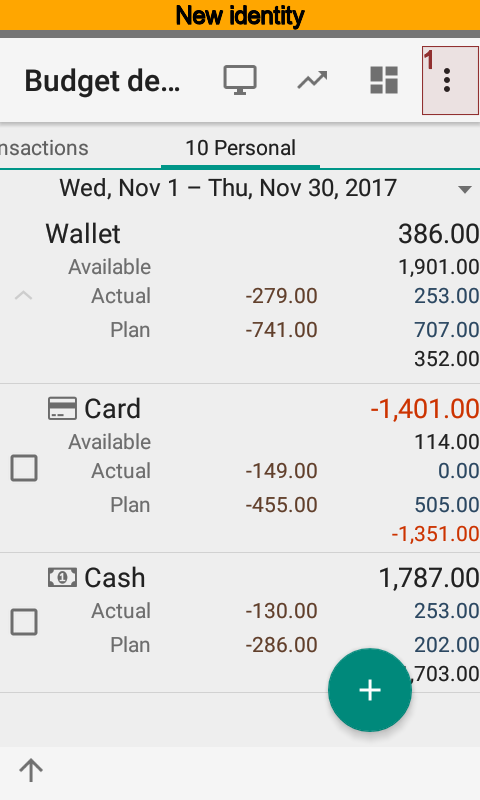 New identity
1
Budget de...
nsactions
10 Personal
Wed, Nov 1 – Thu, Nov 30, 2017
Wallet 386.00
Available 1,901.00
Actual -279.00 253.00
Plan -741.00 707.00
352.00
Card -1,401.00
Available 114.00
Actual -149.00 0.00
Plan -455.00 505.00
-1,351.00
Cash 1,787.00
Actual -130.00 253.00
Plan -286.00 202.00
,703.00